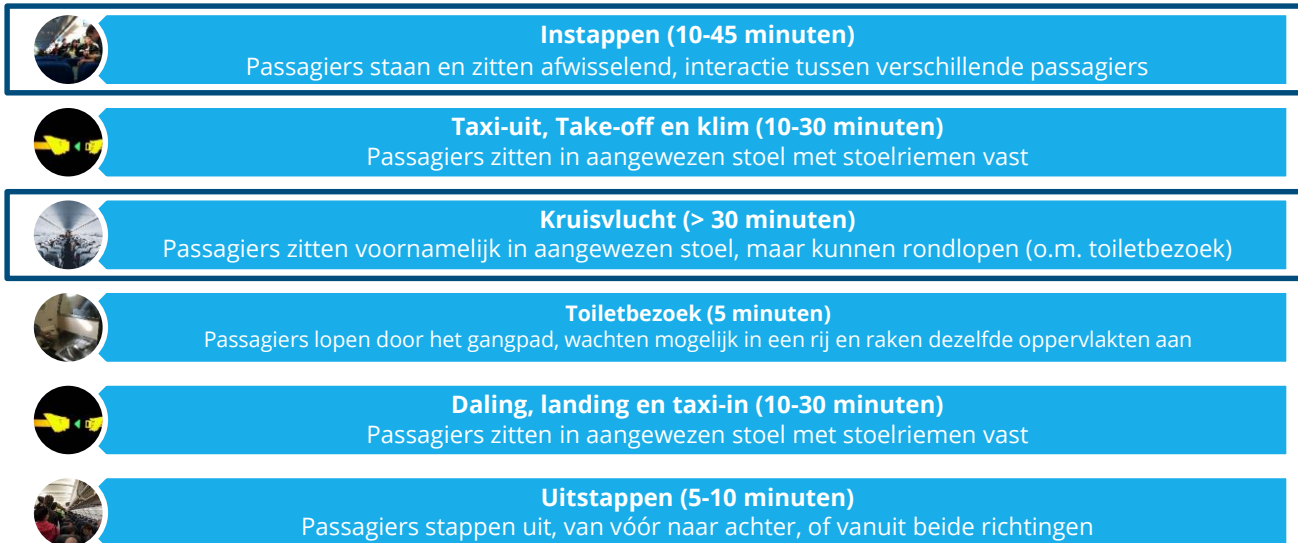 Instappen (10-45 minuten)
Passagiers staan en zitten afwisselend, interactie tussen verschillende passagiers
Taxi-uit, Take-off en klim (10-30 minuten)
Passagiers zitten in aangewezen stoel met stoelriemen vast
Kruisvlucht (> 30 minuten)
Passagiers zitten voornamelijk in aangewezen stoel, maar kunnen rondlopen (o.m. toiletbezoek)
Toiletbezoek (5 minuten)
Passagiers lopen door het gangpad, wachten mogelijk in een rij en raken dezelfde oppervlakten aan
Daling, landing en taxi-in (10-30 minuten)
Passagiers zitten in aangewezen stoel met stoelriemen vast
Uitstappen (5-10 minuten)
Passagiers stappen uit, van vóór naar achter, of vanuit beide richtingen